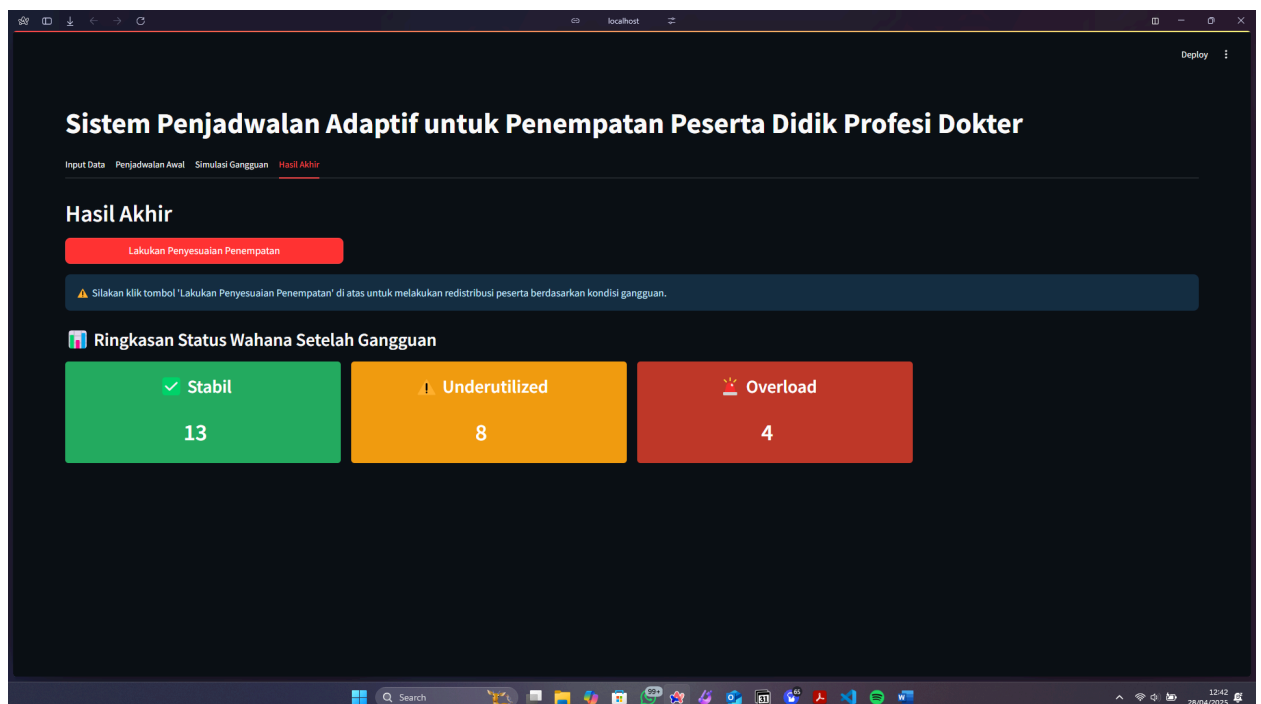 localhost
Deploy
Sistem Penjadwalan Adaptif untuk Penempatan Peserta Didik Profesi Dokter
Input Data Penjadwalan Awal Simulasi Gangguan Hasil Akhir
Hasil Akhir
Lakukan Penyesuaian Penempatan
Silakan klik tombol 'Lakukan Penyesuaian Penempatan' di atas untuk melakukan redistribusi peserta berdasarkan kondisi gangguan.
Ringkasan Status Wahana Setelah Gangguan
Stabil
13
Underutilized
8
Overload
4
Search
99+
31
65
12:42
28/04/2025